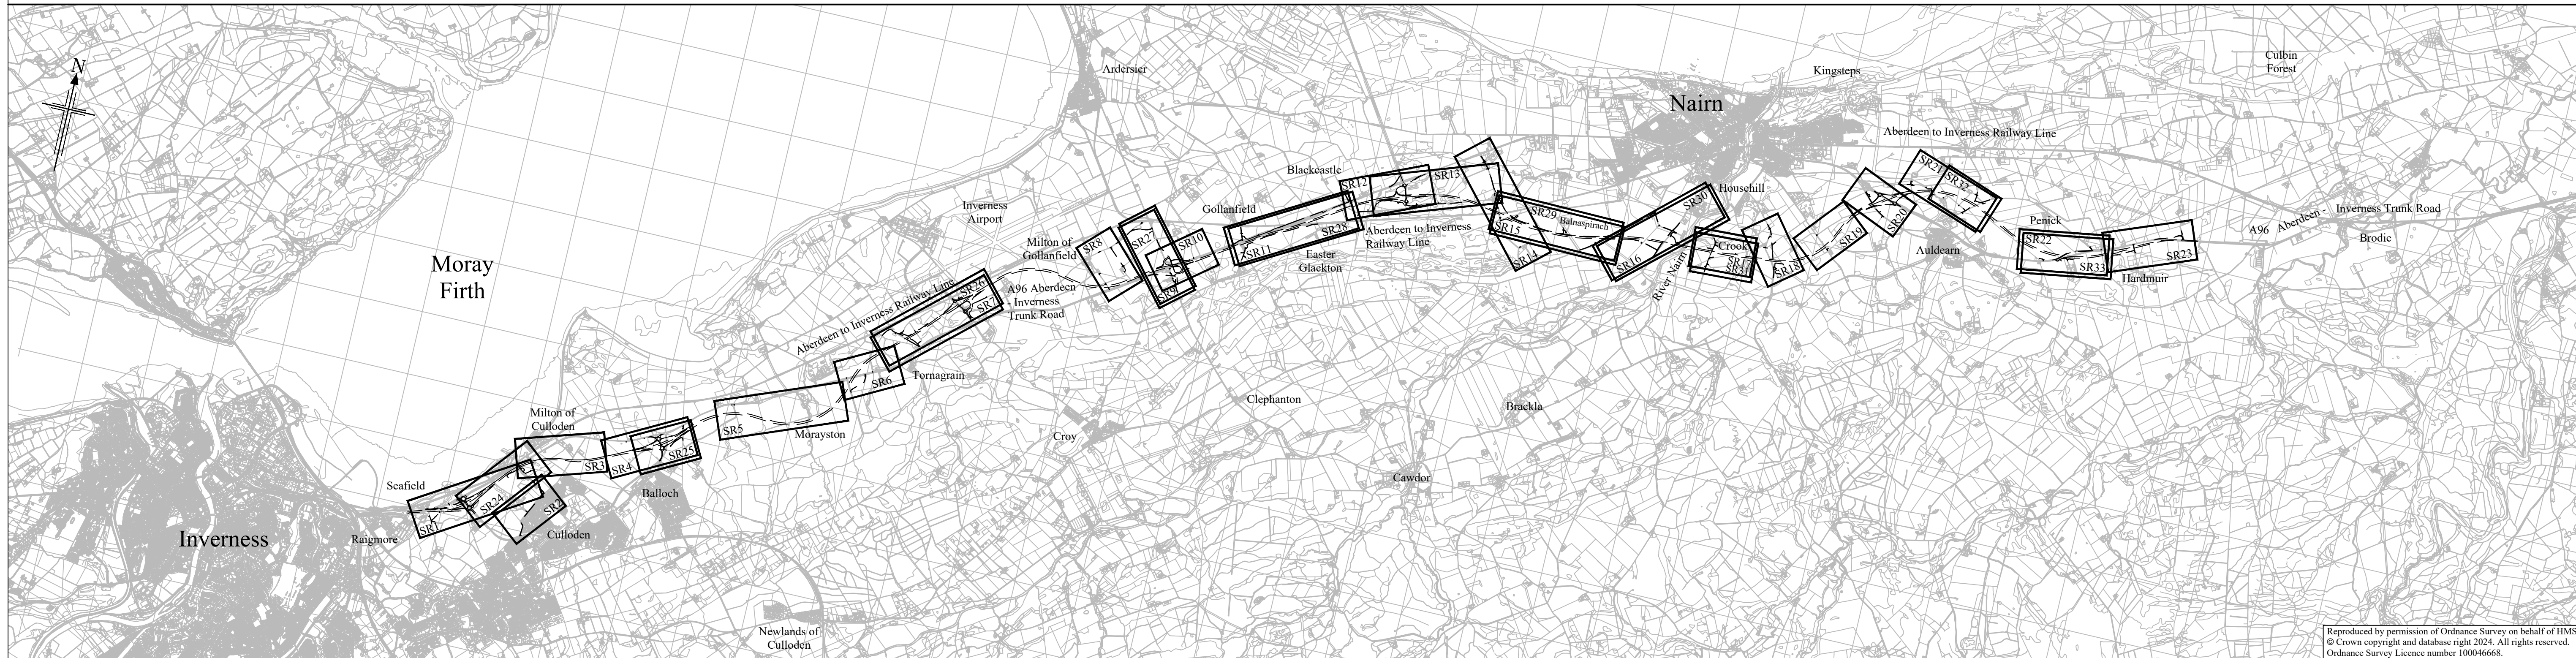 N
Moray
Firth
Inverness
Seafield
Raigmore
Milton of
Culloden
Culloden
Balloch
Newlands of
Culloden
SR1
SR24
SR2
SR3
SR4
SR25
SR5
Morayston
SR6
Tornagrain
Aberdeen to Inverness Railway Line
SR26
SR7
Inverness
Airport
A96 Aberdeen
- Inverness
Trunk Road
Milton of
Gollanfield
Ardersier
Croy
SR8
SR27
SR9
SR10
Gollanfield
SR11
SR28
Blackcastle
SR12
SR13
Aberdeen to Inverness
Railway Line
Easter
Glackton
Clephanton
Cawdor
Brackla
SR29
SR15
Balnaspirach
SR14
SR16
SR30
Househill
River Nairn
Nairn
Crook
SR17
SR31
SR18
SR19
SR20
Kingsteps
Aberdeen to Inverness Railway Line
SR21
SR32
Auldearn
Penick
SR22
SR33
Hardmuir
SR23
A96
Aberdeen -
Inverness Trunk Road
Brodie
Culbin
Forest
Reproduced by permission of Ordnance Survey on behalf of HMS
© Crown copyright and database right 2024. All rights reserved.
Ordnance Survey Licence number 100046668.